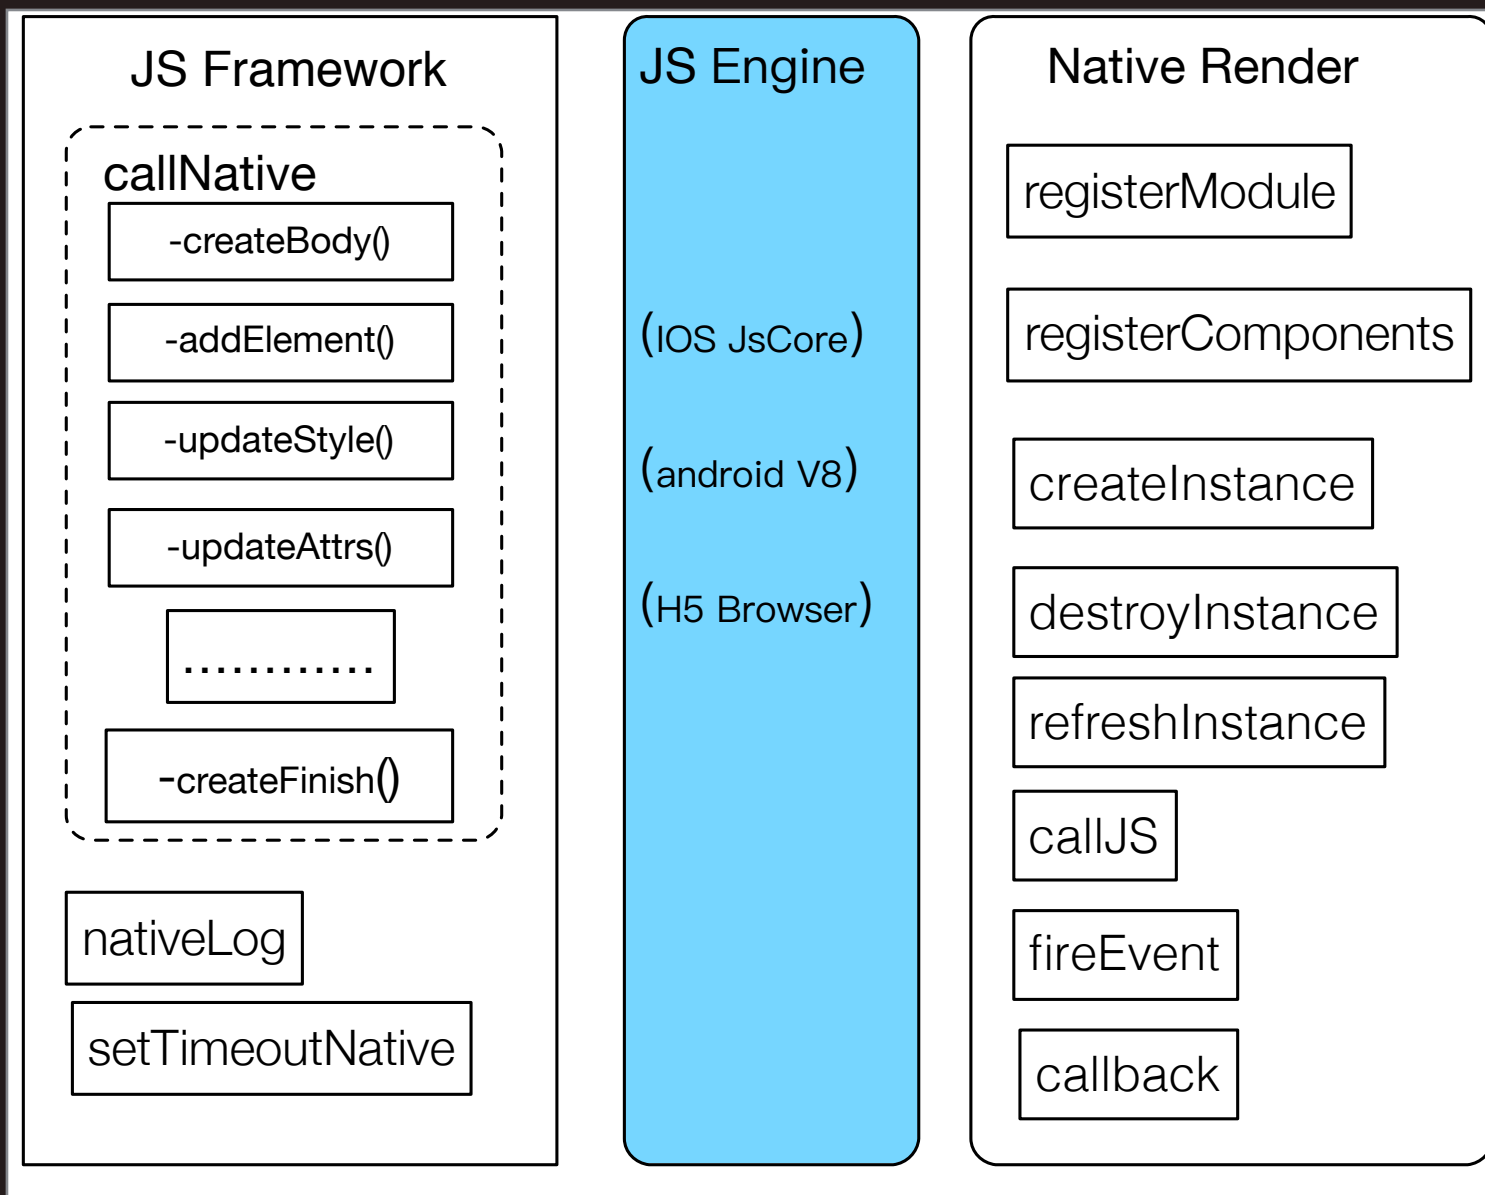 JS Framework
callNative
-createBody()
-addElement()
-updateStyle()
-updateAttrs()
............
-createFinish()
nativeLog
setTimeoutNative
JS Engine
(IOS JsCore)
(android V8)
(H5 Browser)
Native Render
registerModule
registerComponents
createInstance
destroyInstance
refreshInstance
callJS
fireEvent
callback